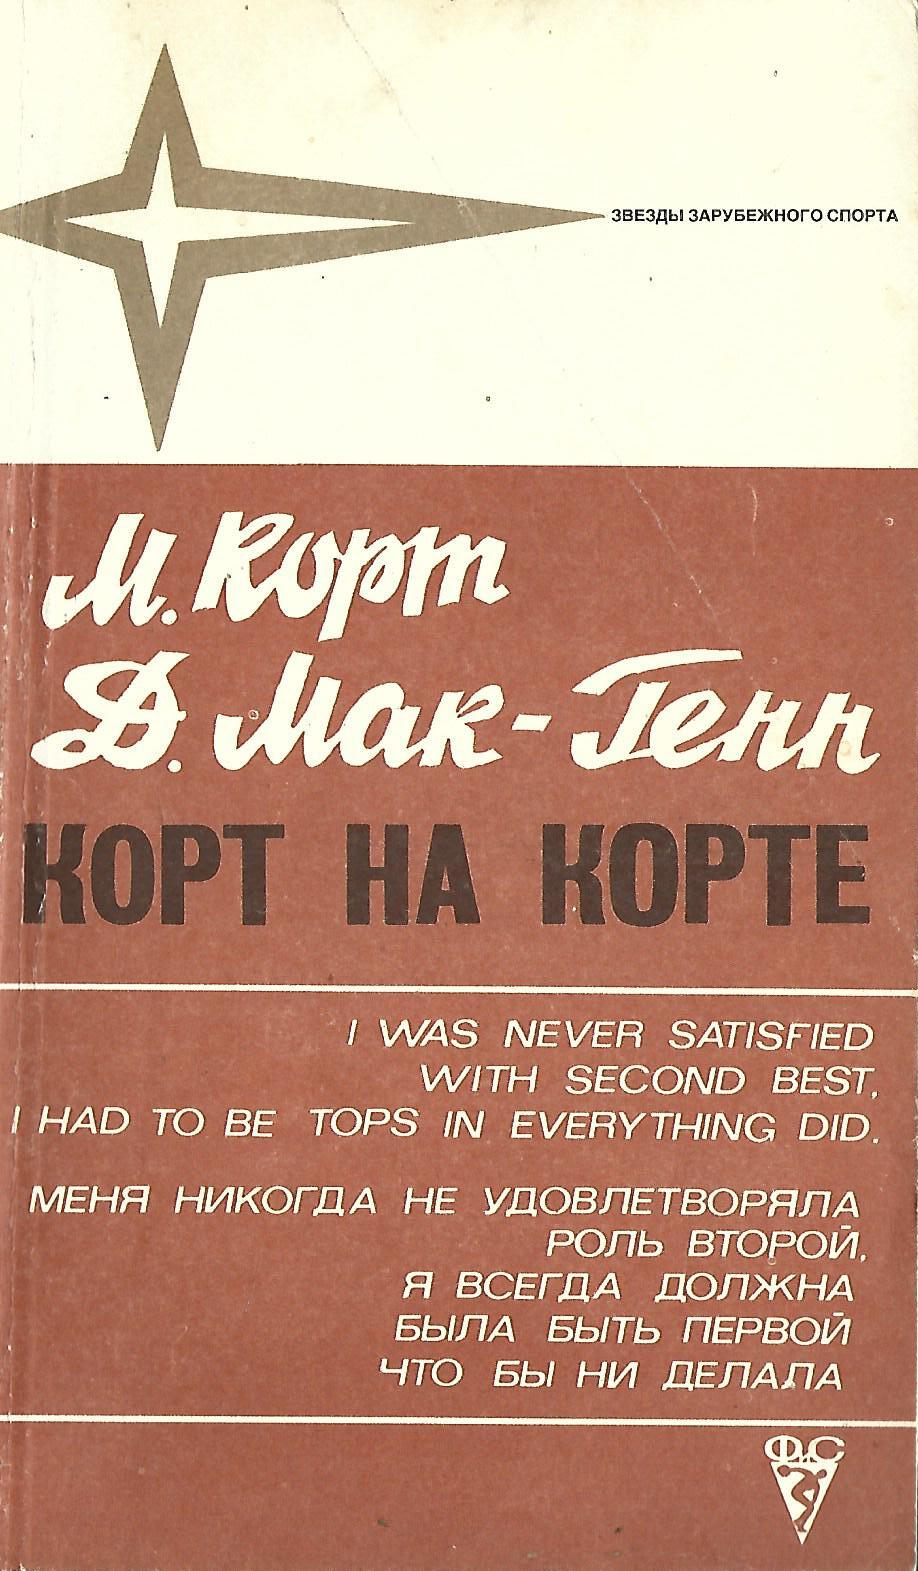 ЗВЕЗДЫ ЗАРУБЕЖНОГО СПОРТА
М. Корт
Д. Мак-Генн
КОРТ НА КОРТЕ
I WAS NEVER SATISFIED
WITH SECOND BEST,
I HAD TO BE TOPS IN EVERYTHING DID.
МЕНЯ НИКОГДА НЕ УДОВЛЕТВОРЯЛА
РОЛЬ ВТОРОЙ,
Я ВСЕГДА ДОЛЖНА
БЫЛА БЫТЬ ПЕРВОЙ
ЧТО БЫ НИ ДЕЛАЛА
ФиС